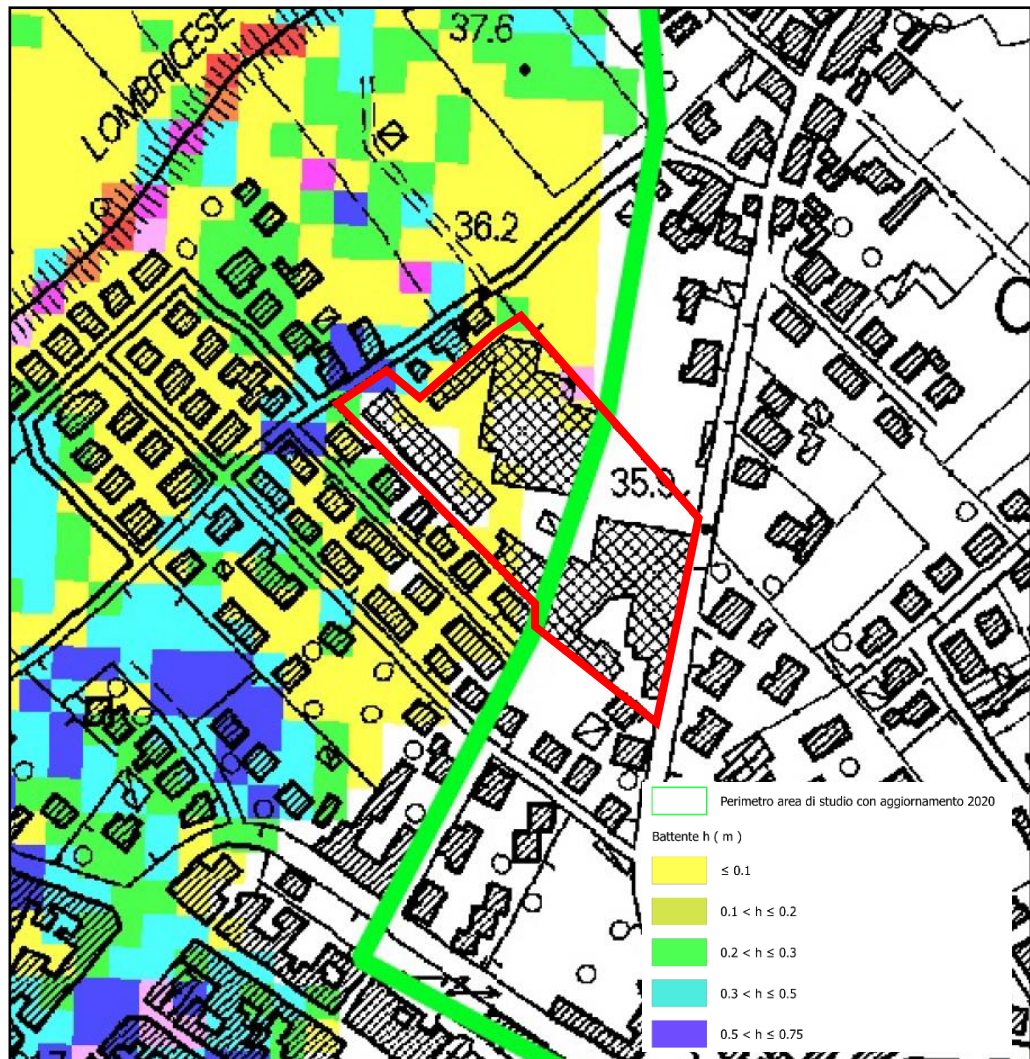 37.6
LOMBRICESE
36.2
35.9
Perimetro area di studio con aggiornamento 2020
Battente h ( m )
≤ 0.1
0.1 < h ≤ 0.2
0.2 < h ≤ 0.3
0.3 < h ≤ 0.5
0.5 < h ≤ 0.75